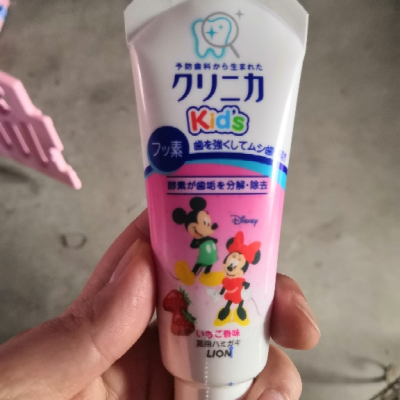 予防歯科から生まれた
クリニカ
Kid's
フッ素
歯を強くしてムシ歯
酵素が歯垢を分解・除去
Disney
いちご香味
薬用ハミガキ
LION